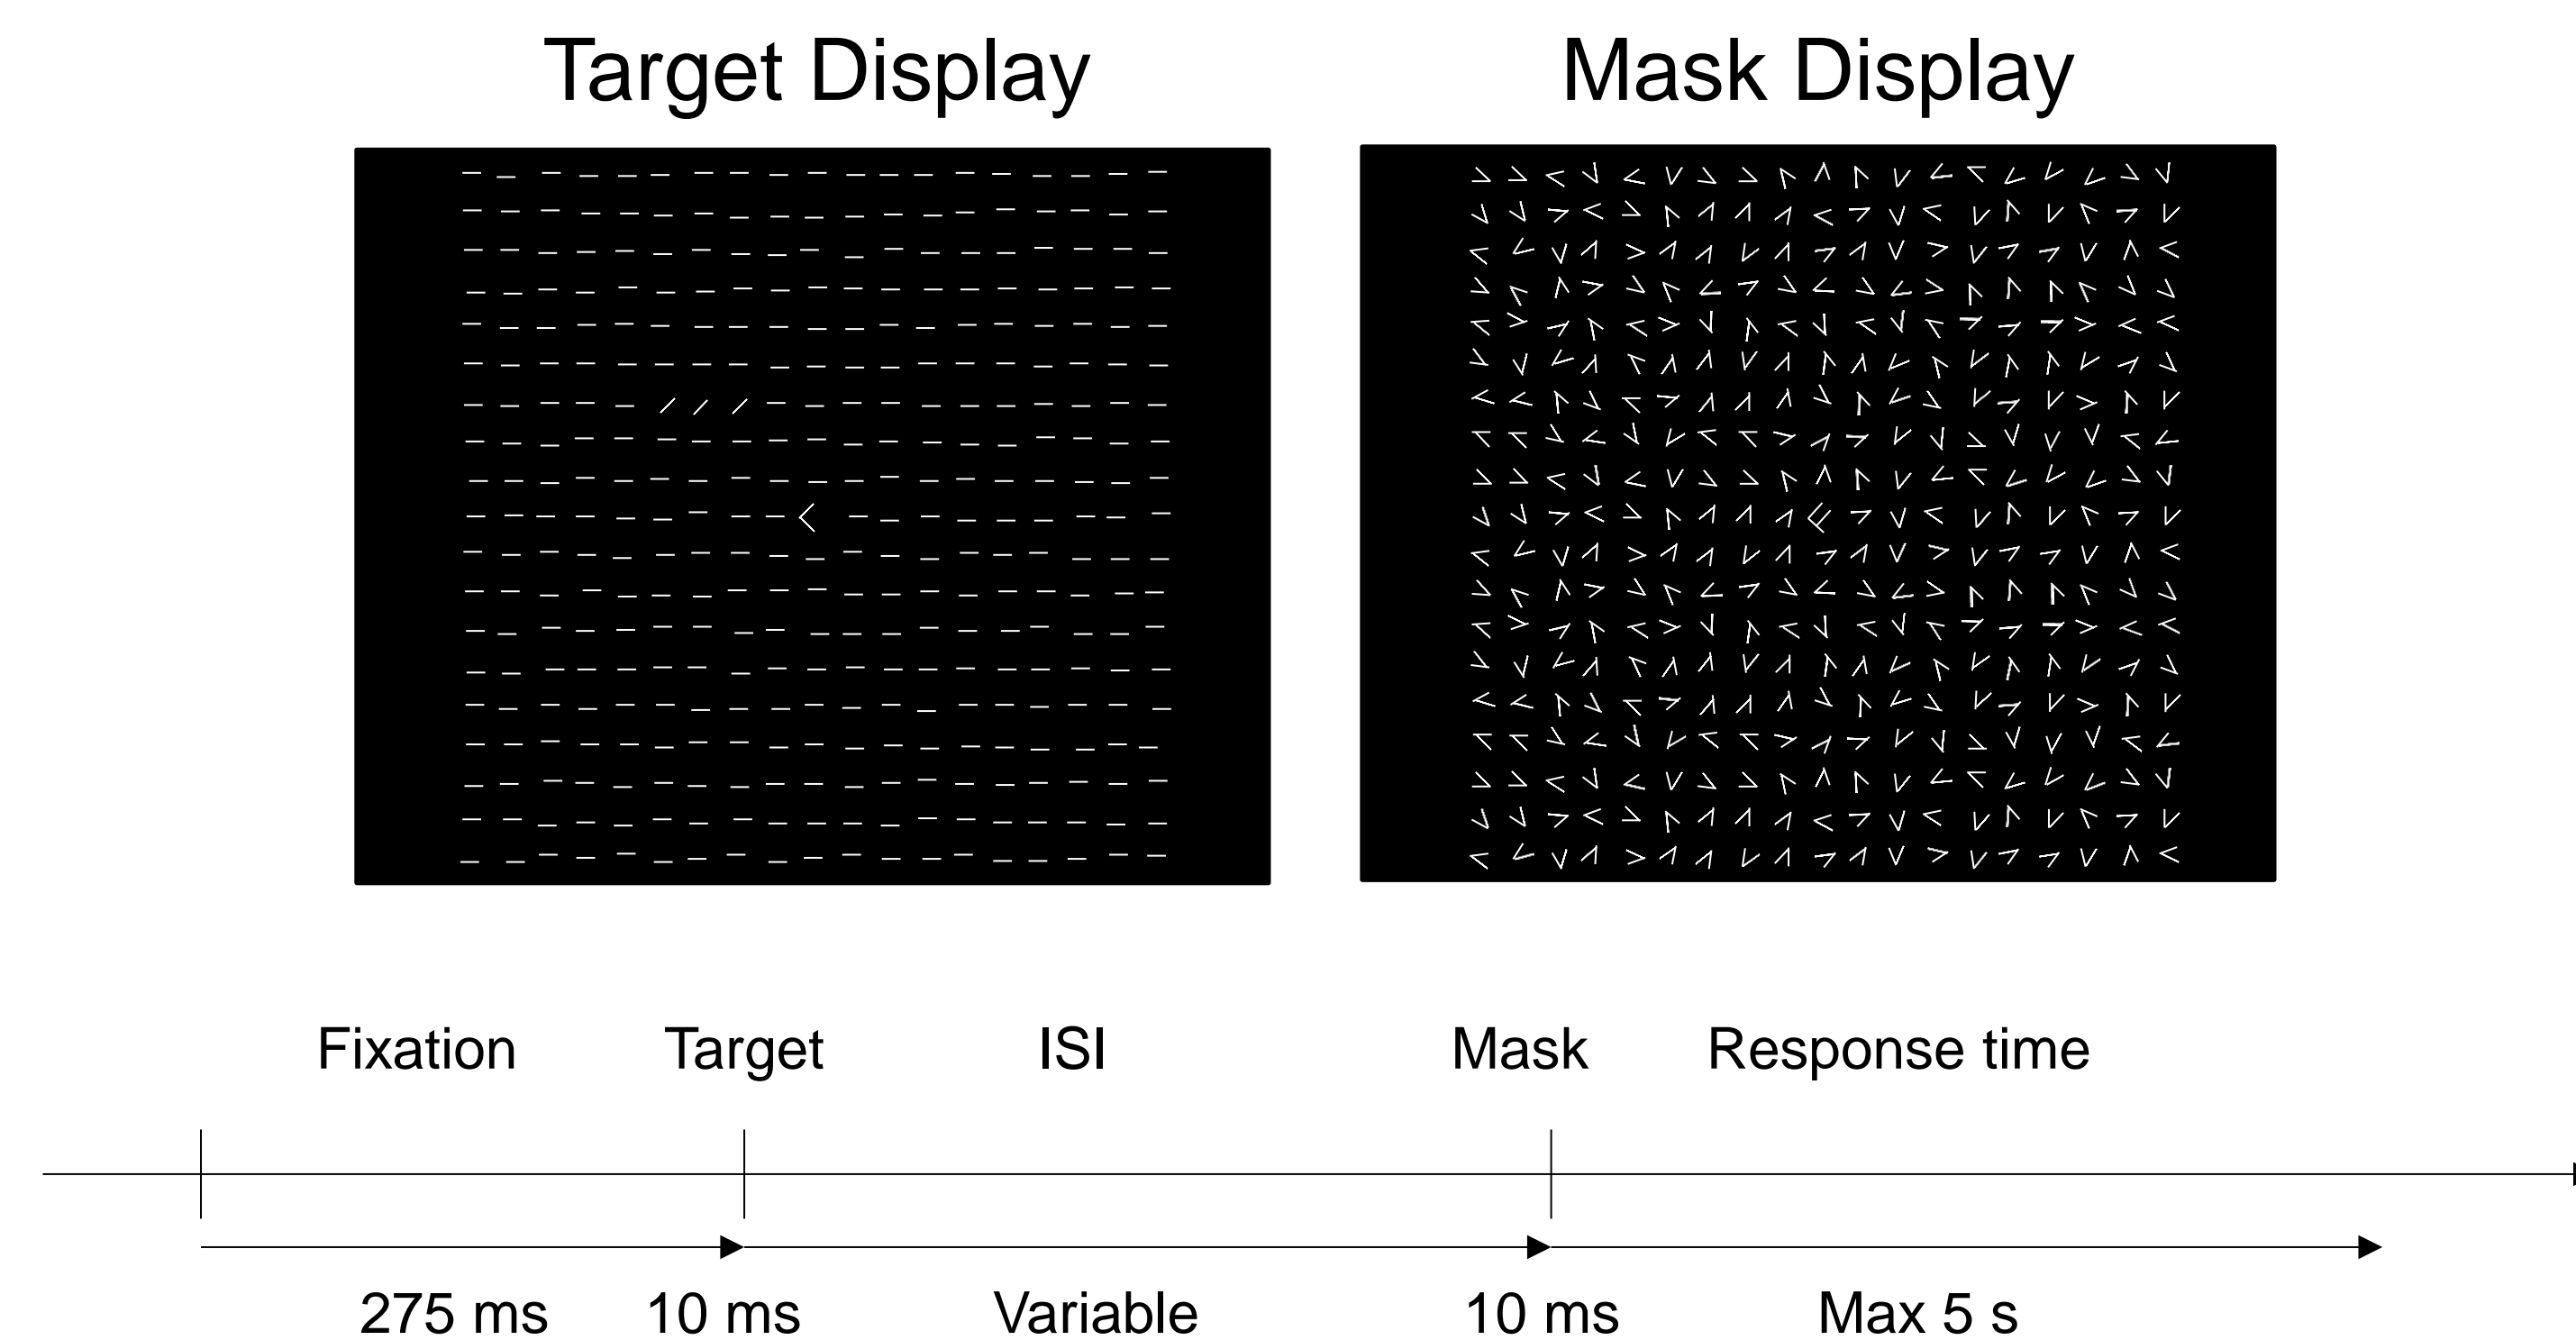 Target Display
Mask Display
Fixation
Target
ISI
Mask
Response time
275 ms
10 ms
Variable
10 ms
Max 5 s